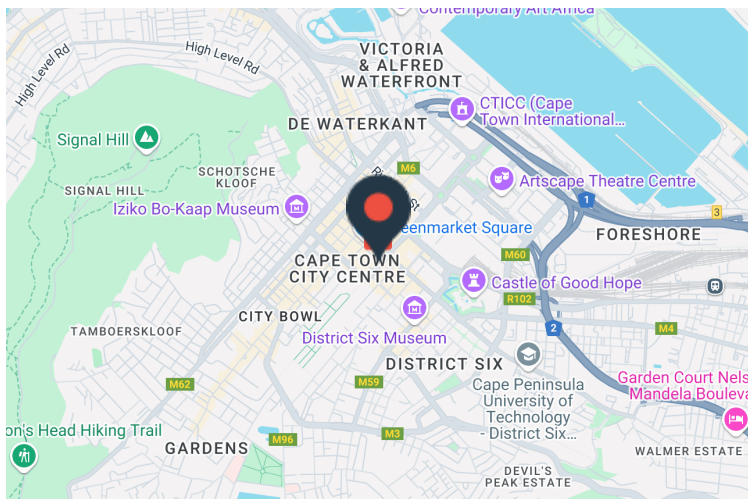 Contemporary Art Africa
High Level Rd
High Level Rd
VICTORIA
& ALFRED
WATERFRONT
CTICC (Cape
Town International...
DE WATERKANT
Signal Hill
SCHOTSCHE
KLOOF
M6
Artscape Theatre Centre
SIGNAL HILL
Iziko Bo-Kaap Museum
1
3
eenmarket Square
FORESHORE
CAPE TOWN
CITY CENTRE
M60
Castle of Good Hope
R102
CITY BOWL
2
M4
TAMBOERSKLOOF
District Six Museum
DISTRICT SIX
M62
M59
Cape Peninsula
University of
Technology
- District Six...
Garden Court Nels
Mandela Bouleva
on's Head Hiking Trail
GARDENS
M96
M3
WALMER ESTATE
DEVIL'S
PEAK ESTATE